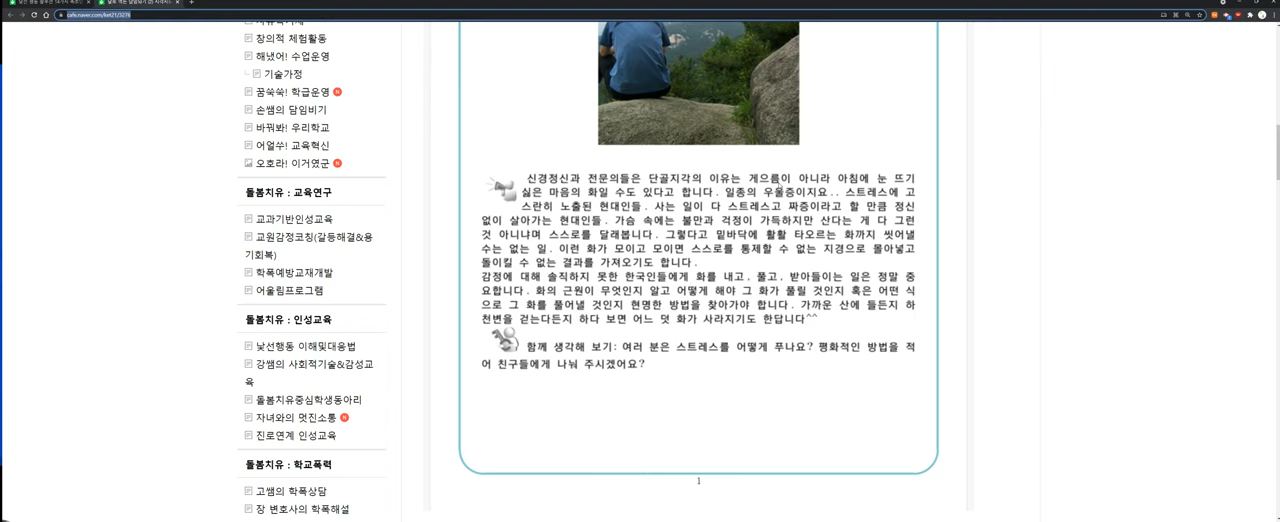 cafe.naver.com/ket21/3276
창의적 체험활동
해냈어! 수업운영
기술가정
꿈쑥쑥! 학급운영 N
손쌤의 담임비기
바꿔봐! 우리학교
어얼쑤! 교육혁신
오호라! 이거였군 N
돌봄치유 : 교육연구
교과기반인성교육
교원감정코칭(갈등해결&용
기회복)
학폭예방교재개발
어울림프로그램
돌봄치유 : 인성교육
낯선행동 이해및대응법
강쌤의 사회적기술&감성교
육
돌봄치유중심학생동아리
자녀와의 멋진소통 N
진로연계 인성교육
돌봄치유 : 학교폭력
고쌤의 학폭상담
장 변호사의 학폭해설
신경정신과 전문의들은 단골지각의 이유는 게으름이 아니라 아침에 눈 뜨기
싫은 마음의 화일 수도 있다고 합니다. 일종의 우울증이지요.. 스트레스에 고
스란히 노출된 현대인들. 사는 일이 다 스트레스고 짜증이라고 할 만큼 정신
없이 살아가는 현대인들. 가슴 속에는 불만과 걱정이 가득하지만 산다는 게 다 그런
것 아니냐며 스스로를 달래봅니다. 그렇다고 밑바닥에 활활 타오르는 화까지 씻어낼
수는 없는 일. 이런 화가 모이고 모이면 스스로를 통제할 수 없는 지경으로 몰아넣고
돌이킬 수 없는 결과를 가져오기도 합니다.
감정에 대해 솔직하지 못한 한국인들에게 화를 내고, 풀고, 받아들이는 일은 정말 중
요합니다. 화의 근원이 무엇인지 알고 어떻게 해야 그 화가 풀릴 것인지 혹은 어떤 식
으로 그 화를 풀어낼 것인지 현명한 방법을 찾아가야 합니다. 가까운 산에 들든지 하
천변을 걷는다든지 하다 보면 어느 덧 화가 사라지기도 한답니다^^
함께 생각해 보기: 여러 분은 스트레스를 어떻게 푸나요? 평화적인 방법을 적
어 친구들에게 나눠 주시겠어요?
1